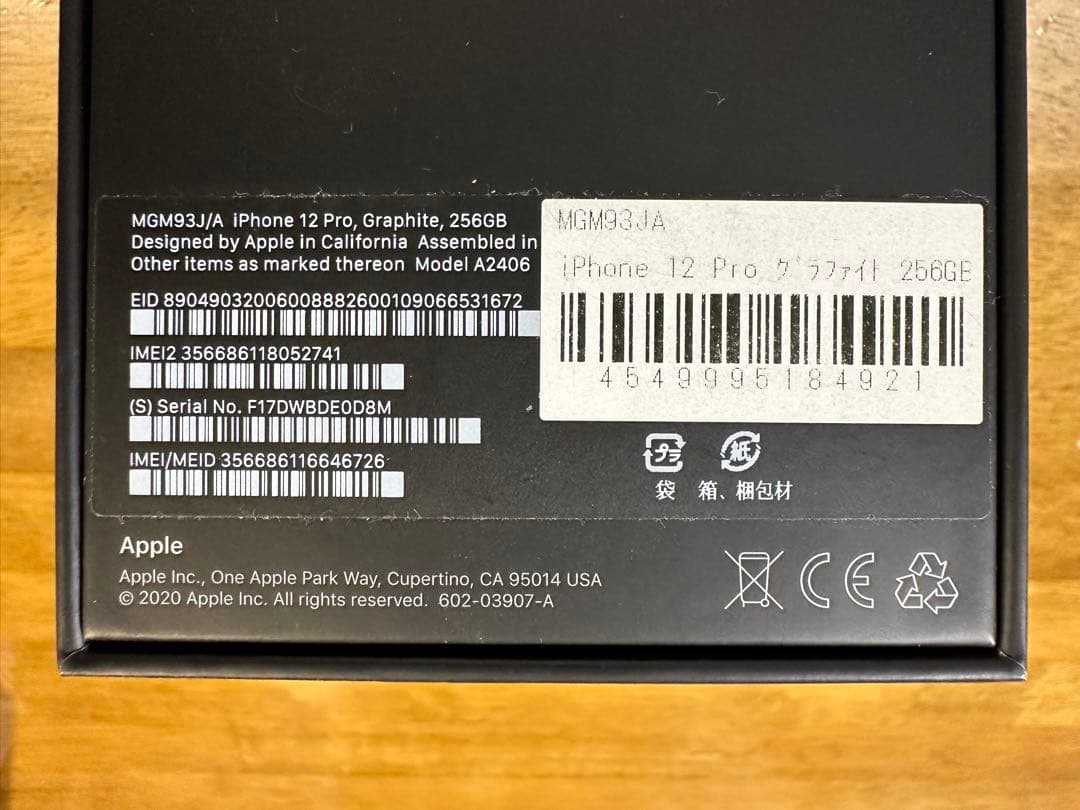 MGM93J/A iPhone 12 Pro, Graphite, 256GB
Designed by Apple in California Assembled in
Other items as marked thereon Model A2406
EID 89049032006008882600109066531672
IMEI2 356686118052741
(S) Serial No. F17DWBDE0D8M
IMEI/MEID 356686116646726
MGM93JA
iPhone 12 Pro グラファイト 256GB
4549995184921
プラ
紙
袋 箱、梱包材
Apple
Apple Inc., One Apple Park Way, Cupertino, CA 95014 USA
© 2020 Apple Inc. All rights reserved. 602-03907-A
CE